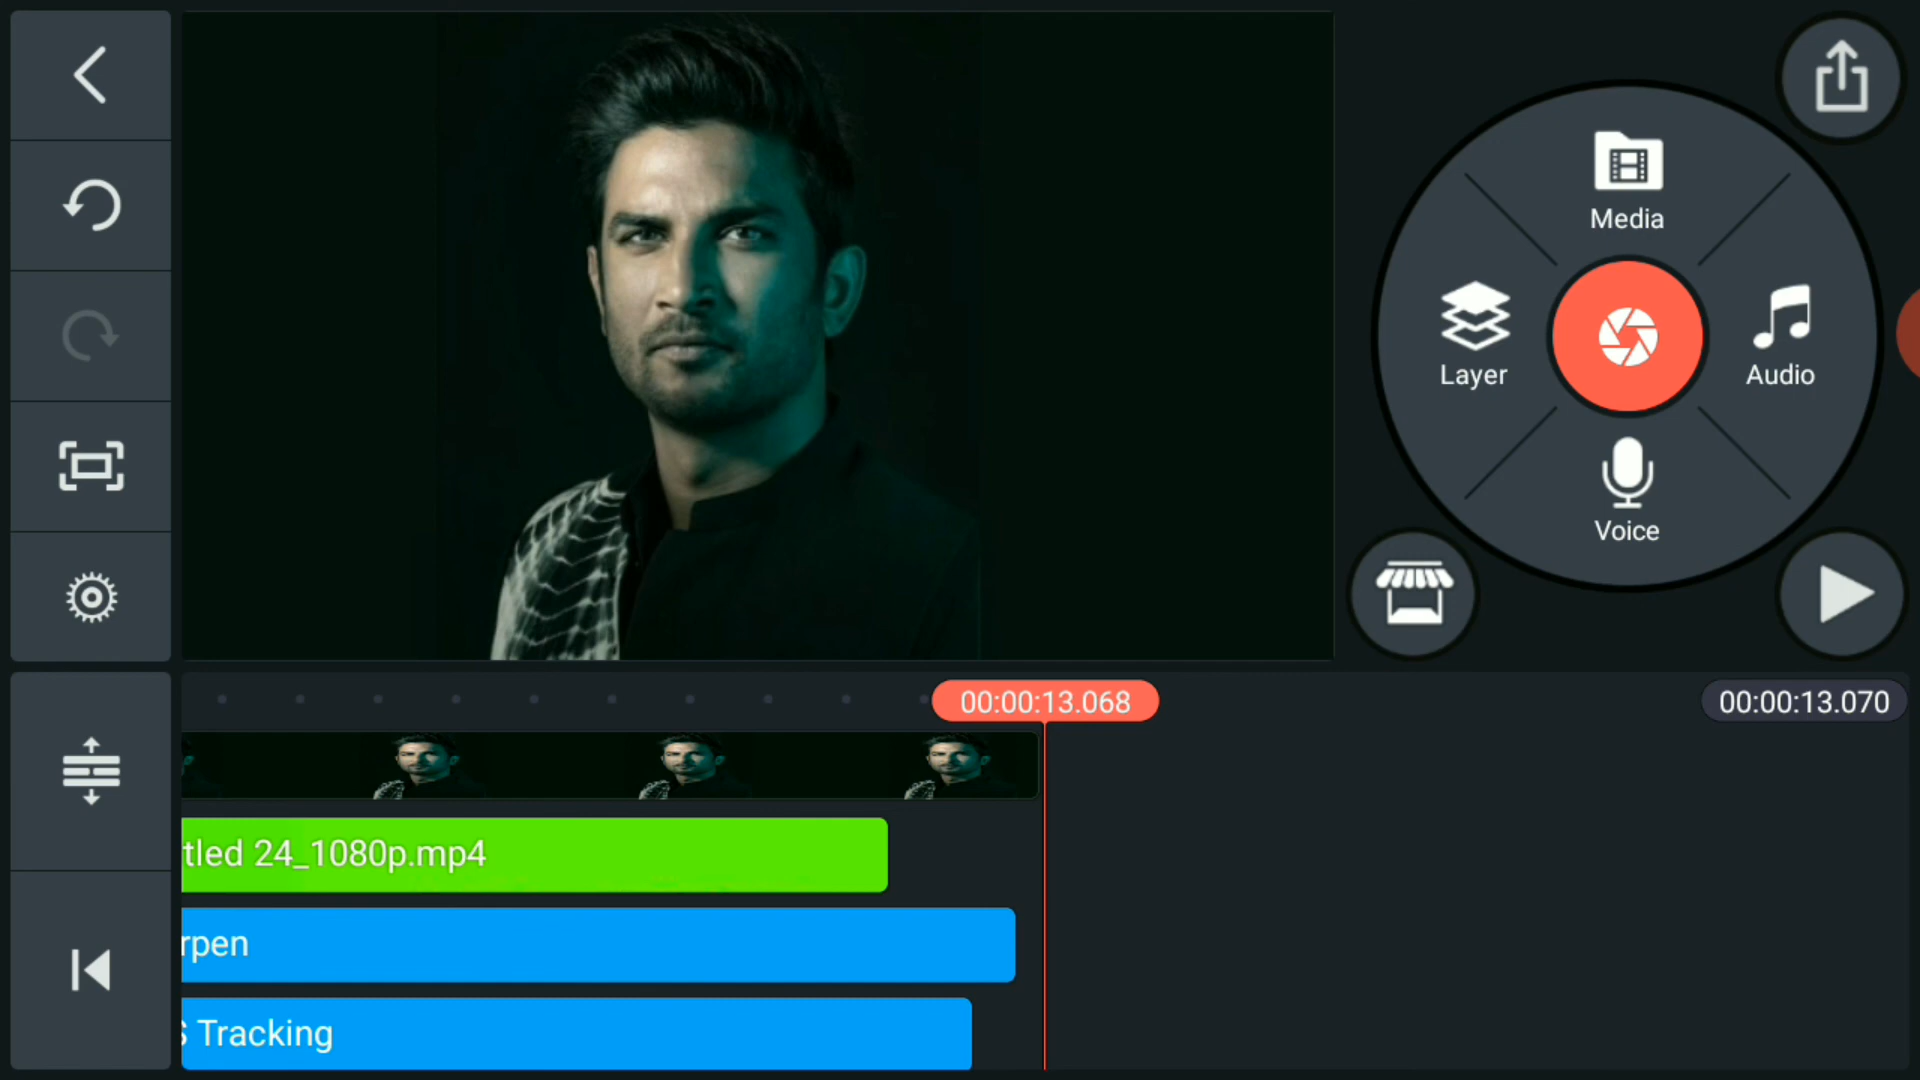 Media
Layer
Audio
Voice
00:00:13.068
00:00:13.070
tled 24_1080p.mp4
rpen
S Tracking